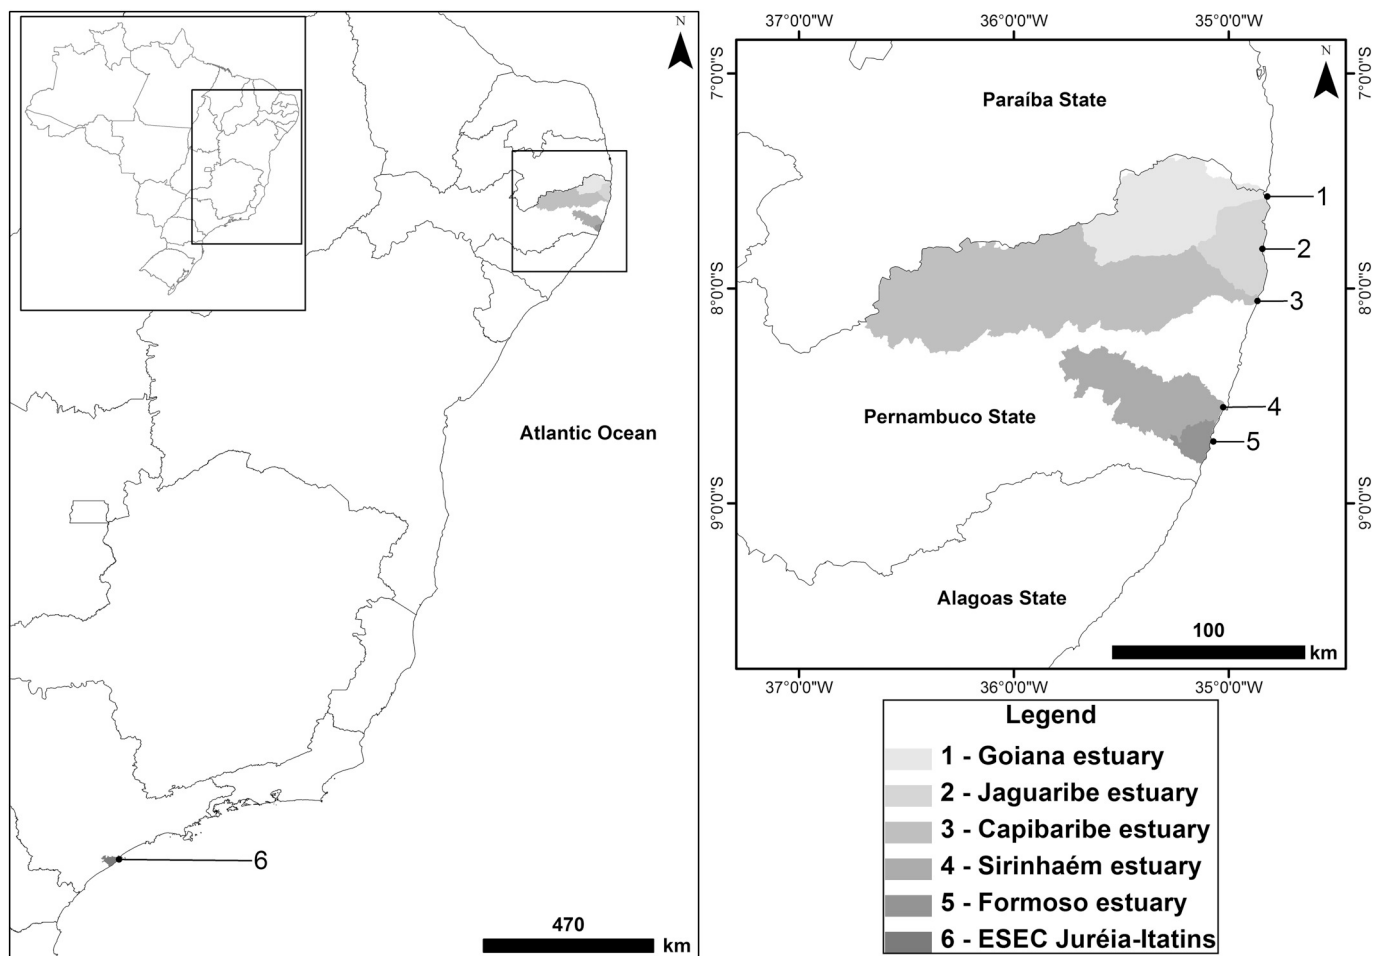 N
Atlantic Ocean
6
470
km
37°0'0"W
36°0'0"W
35°0'0"W
N
7°0'0"S
7°0'0"S
Paraíba State
1
2
8°0'0"S
3
8°0'0"S
Pernambuco State
4
5
9°0'0"S
9°0'0"S
Alagoas State
100
km
37°0'0"W
36°0'0"W
35°0'0"W
Legend
1 - Goiana estuary
2 - Jaguaribe estuary
3 - Capibaribe estuary
4 - Sirinhaém estuary
5 - Formoso estuary
6 - ESEC Juréia-Itatins